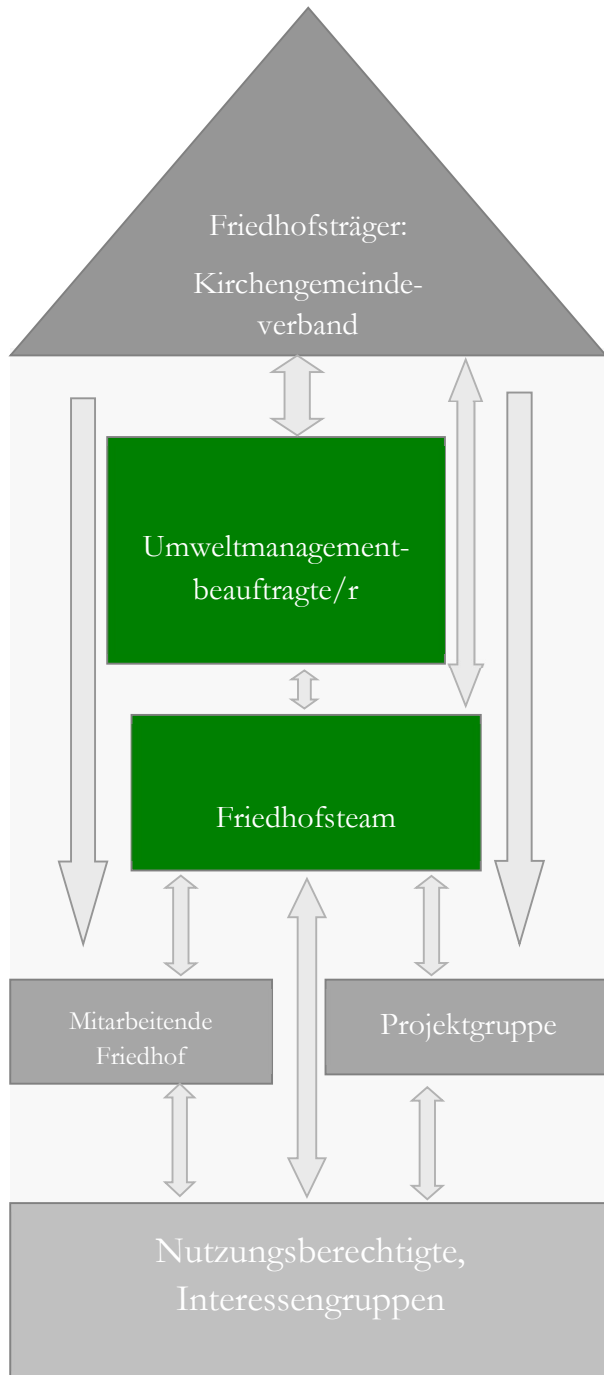 Friedhofsträger:
Kirchengemeinde-
verband
Umweltmanagement-
beauftragte/r
Friedhofsteam
Mitarbeitende
Friedhof
Projektgruppe
Nutzungsberechtigte,
Interessengruppen